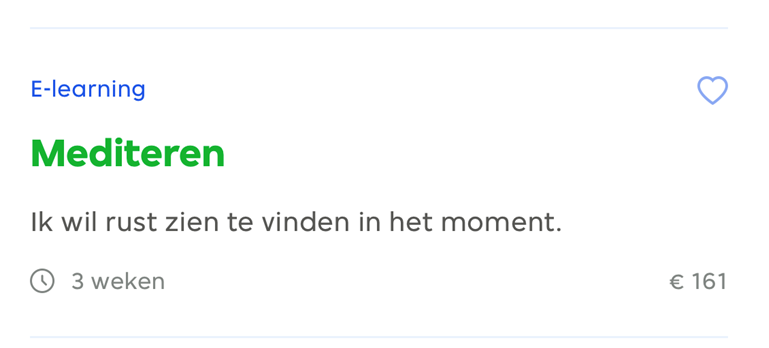 E-learning
Mediteren
Ik wil rust zien te vinden in het moment.
3 weken
€ 161